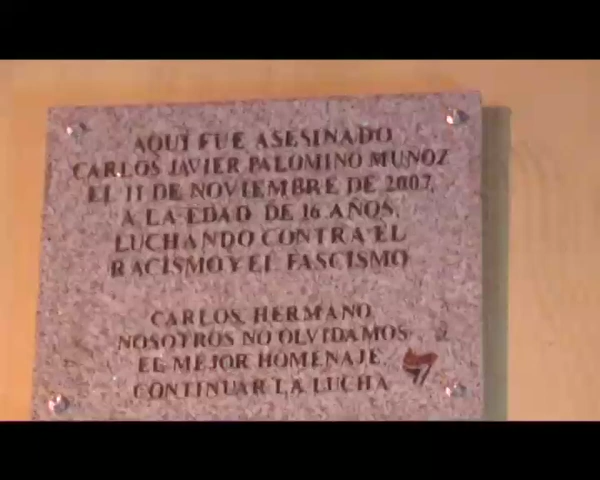 AQUI FUE ASESINADO
CARLOS JAVIER PALOMINO MUÑOZ
EL 11 DE NOVIEMBRE DE 2007,
A LA EDAD DE 16 AÑOS,
LUCHANDO CONTRA EL
RACISMO Y EL FASCISMO
CARLOS, HERMANO,
NOSOTROS NO OLVIDAMOS
EL MEJOR HOMENAJE,
CONTINUAR LA LUCHA